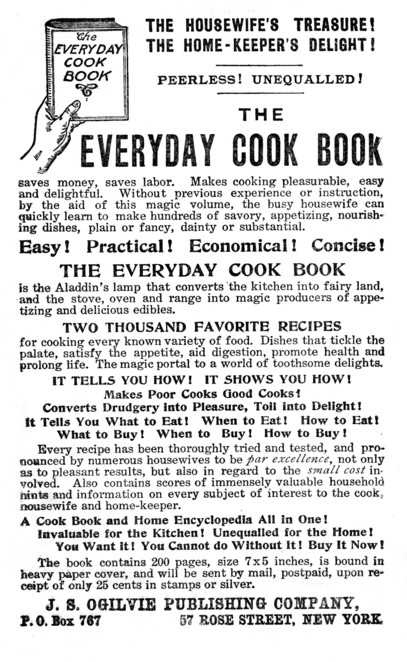 The
EVERYDAY
COOK
BOOK
THE HOUSEWIFE'S TREASURE!
THE HOME-KEEPER'S DELIGHT!
PEERLESS! UNEQUALLED!
THE
EVERYDAY COOK BOOK
saves money, saves labor. Makes cooking pleasurable, easy
and delightful. Without previous experience or instruction,
by the aid of this magic volume, the busy housewife can
quickly learn to make hundreds of savory, appetizing, nourish-
ing dishes, plain or fancy, dainty or substantial.
Easy! Practical! Economical! Concise!
THE EVERYDAY COOK BOOK
is the Aladdin's lamp that converts the kitchen into fairy land,
and the stove, oven and range into magic producers of appe-
tizing and delicious edibles.
TWO THOUSAND FAVORITE RECIPES
for cooking every known variety of food. Dishes that tickle the
palate, satisfy the appetite, aid digestion, promote health and
prolong life. The magic portal to a world of toothsome delights.
IT TELLS YOU HOW! IT SHOWS YOU HOW!
Makes Poor Cooks Good Cooks!
Converts Drudgery into Pleasure, Toil into Delight!
It Tells You What to Eat! When to Eat! How to Eat!
What to Buy! When to Buy! How to Buy!
Every recipe has been thoroughly tried and tested, and pro-
nounced by numerous housewives to be par excellence, not only
as to pleasant results, but also in regard to the small cost in-
volved. Also contains scores of immensely valuable household
hints and information on every subject of interest to the cook,
housewife and home-keeper.
A Cook Book and Home Encyclopedia All in One!
Invaluable for the Kitchen! Unequalled for the Home!
You Want it! You Cannot do Without It! Buy It Now!
The book contains 200 pages, size 7x5 inches, is bound in
heavy paper cover, and will be sent by mail, postpaid, upon re-
ceipt of only 25 cents in stamps or silver.
J. S. OGILVIE PUBLISHING COMPANY,
P. O. Box 767 57 ROSE STREET, NEW YORK